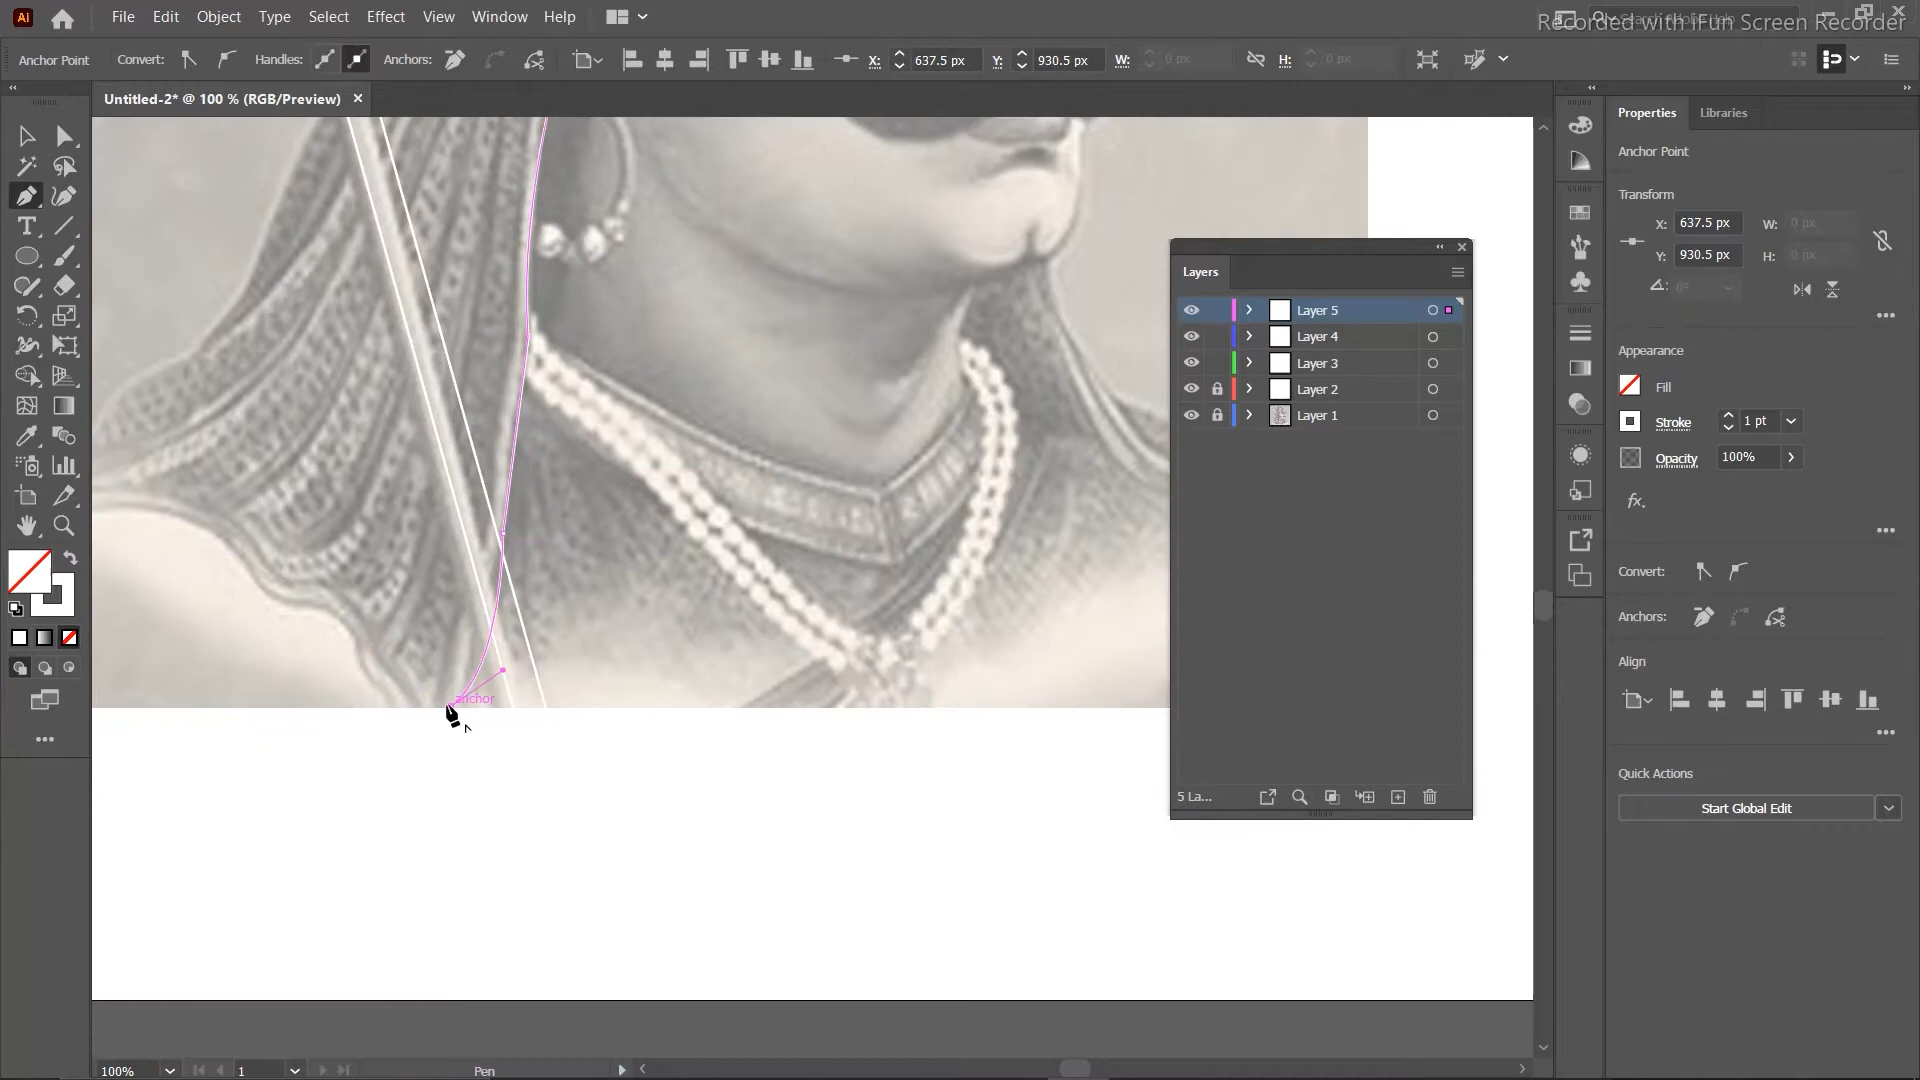 Ai File Edit Object Type Select Effect View Window Help
Recorded with iFun Screen Recorder
Anchor Point Convert: Handles: Anchors: X: 637.5 px Y: 930.5 px W: 0 px H: 0 px
Untitled-2* @ 100 % (RGB/Preview) ×
Properties Libraries
Anchor Point
Transform
X: 637.5 px W: 0 px
Y: 930.5 px H: 0 px
0°
Appearance
Fill
Stroke 1 pt
Opacity 100%
fx.
Convert:
Anchors:
Align
Quick Actions
Start Global Edit
Layers
Layer 5
Layer 4
Layer 3
Layer 2
Layer 1
5 La...
anchor
100% 1 Pen